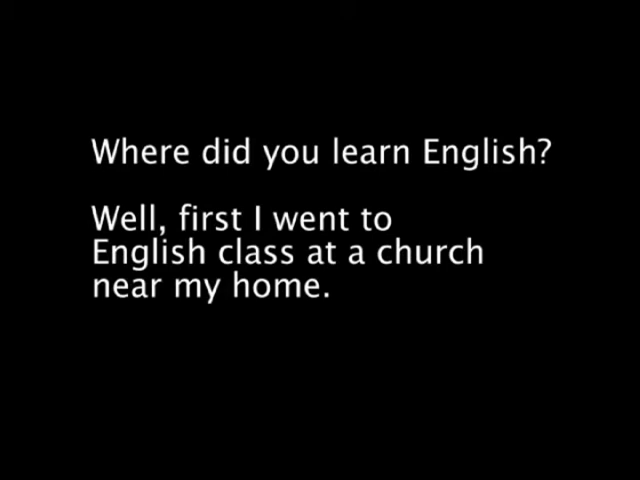 Where did you learn English?
Well, first I went to
English class at a church
near my home.